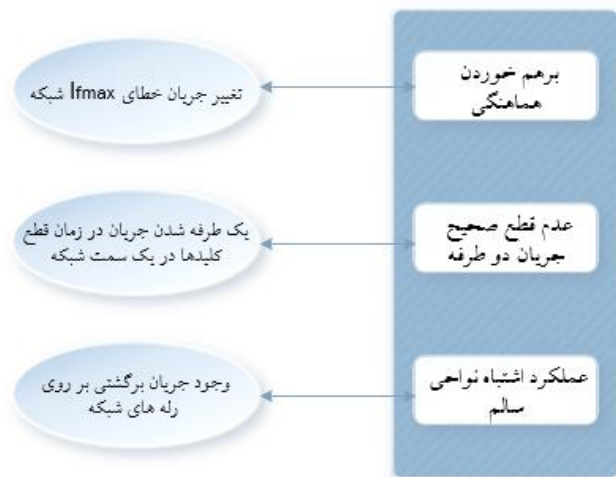 برهم خوردن
هماهنگی
تغییر جریان خطای Ifmax شبکه
عدم قطع صحیح
جریان دو طرفه
یک طرفه شدن جریان در زمان قطع
کلیدها در یک سمت شبکه
عملکرد اشتباه نواحی
سالم
وجود جریان برگشتی بر روی
رله های شبکه